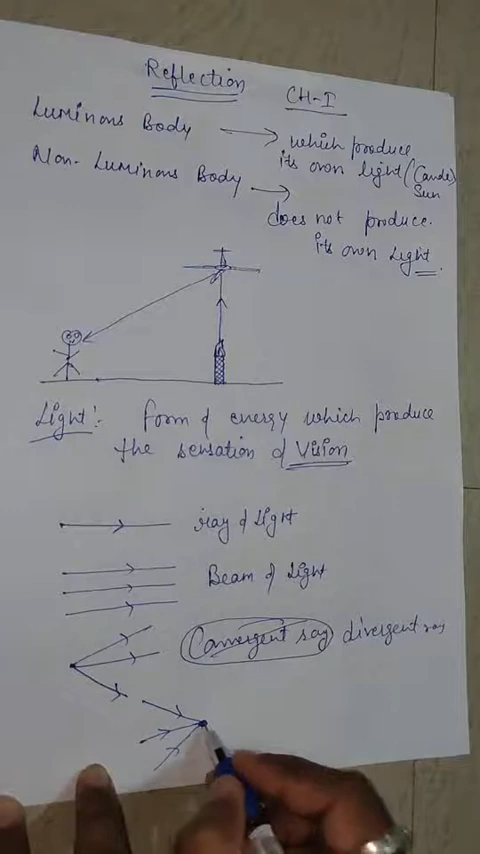 Reflection CH-I
Luminous Body → which produce
its own light (Candle)
Sun
Non-Luminous Body →
does not produce.
its own Light.
Light:- Form of energy which produce
the sensation of Vision
ray of Light
Beam of Light
Convergent ray divergent ray